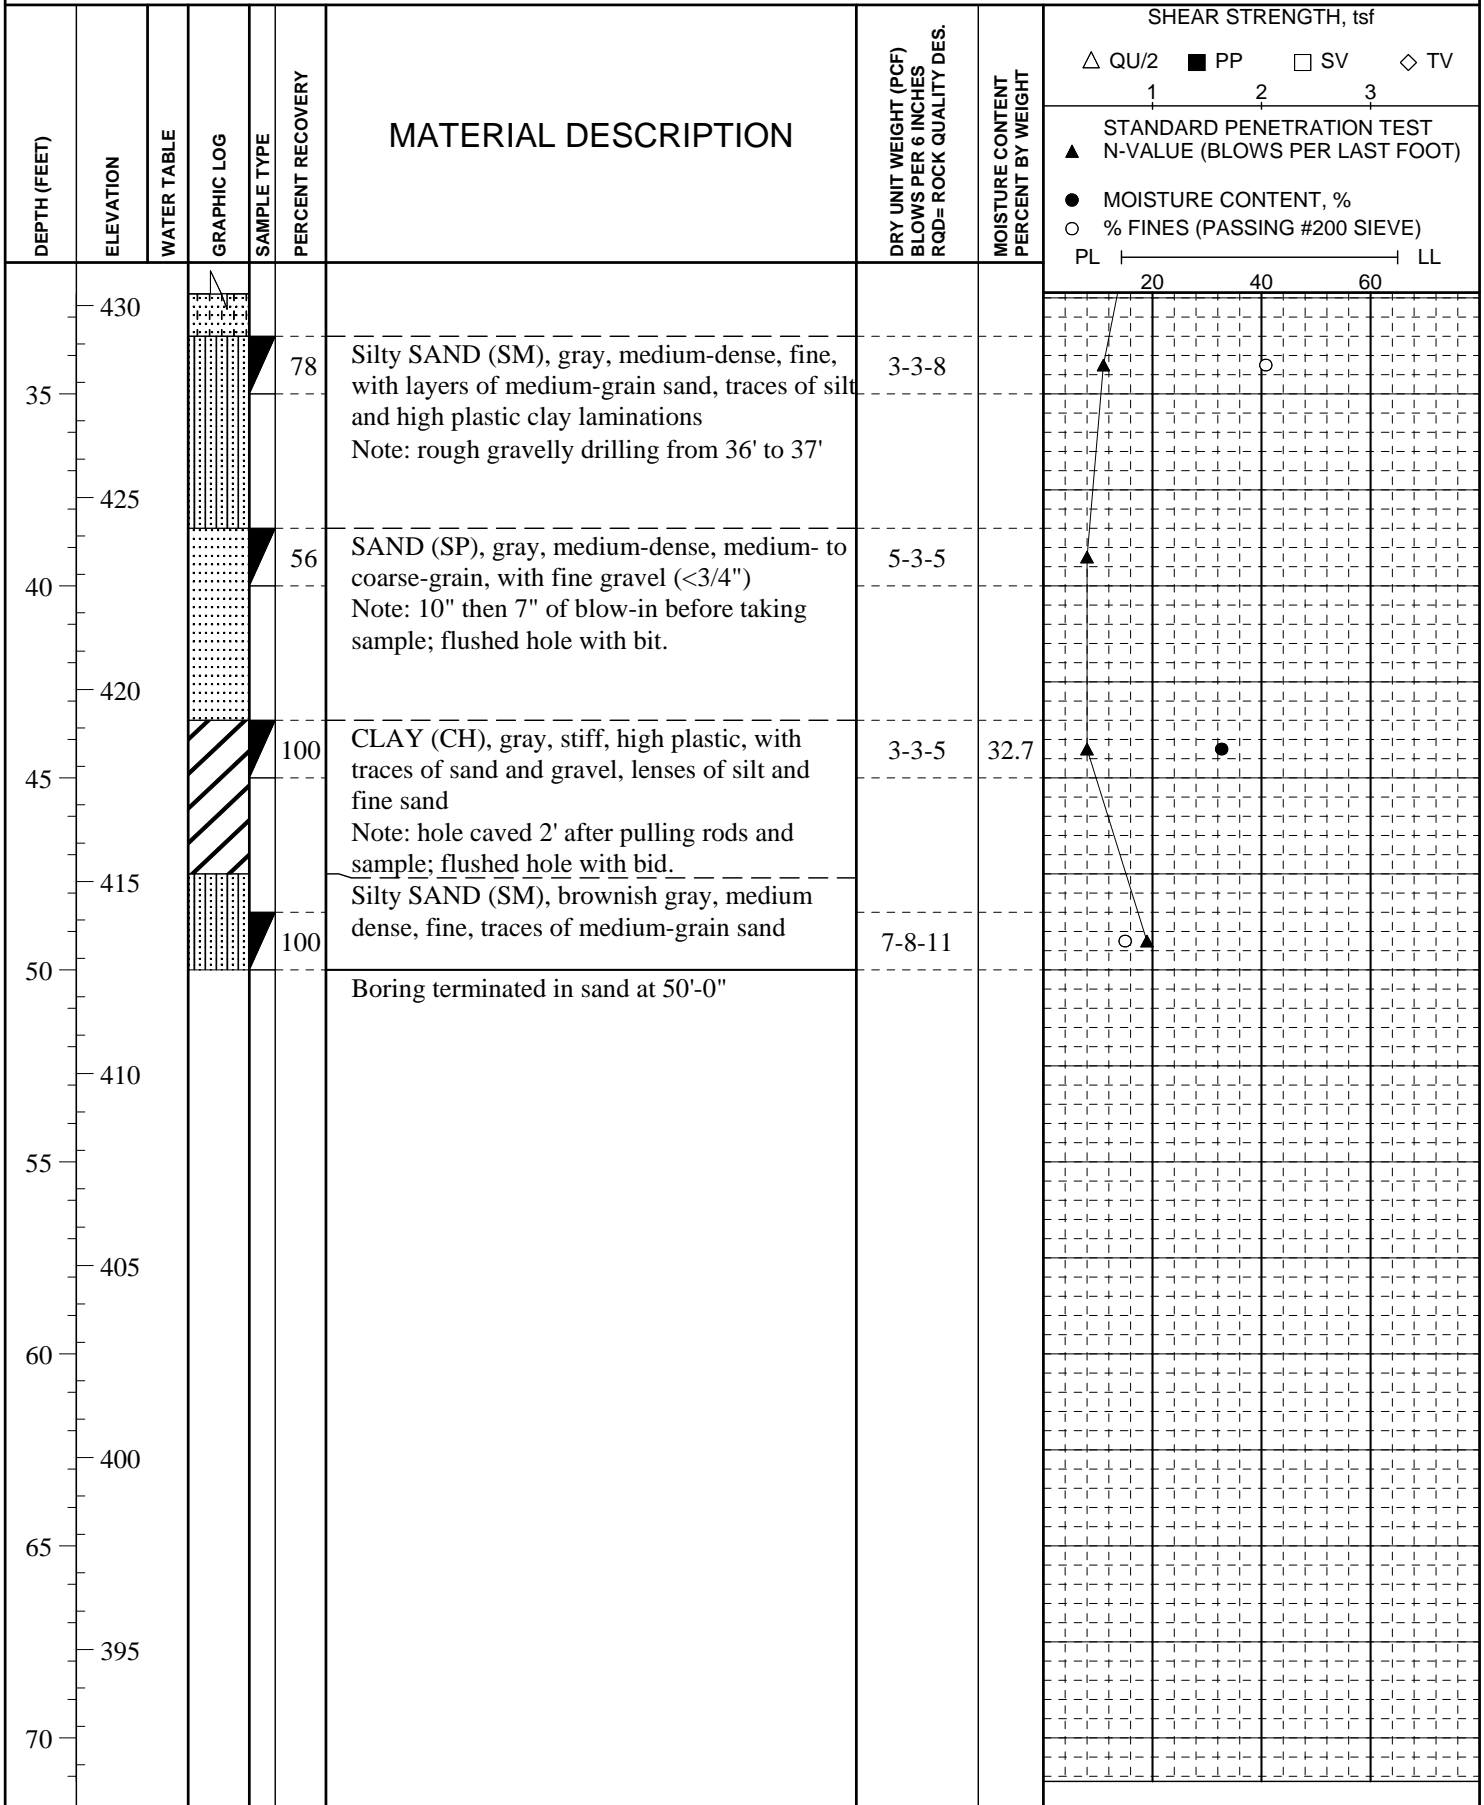 DEPTH (FEET)
ELEVATION
WATER TABLE
GRAPHIC LOG
SAMPLE TYPE
PERCENT RECOVERY
MATERIAL DESCRIPTION
DRY UNIT WEIGHT (PCF)
BLOWS PER 6 INCHES
RQD= ROCK QUALITY DES.
MOISTURE CONTENT
PERCENT BY WEIGHT
SHEAR STRENGTH, tsf
QU/2 PP SV TV
1 2 3
STANDARD PENETRATION TEST
N-VALUE (BLOWS PER LAST FOOT)
MOISTURE CONTENT, %
% FINES (PASSING #200 SIEVE)
PL LL
20 40 60
430
78 Silty SAND (SM), gray, medium-dense, fine, 3-3-8
with layers of medium-grain sand, traces of silt
35
and high plastic clay laminations
Note: rough gravelly drilling from 36' to 37'
425
56 SAND (SP), gray, medium-dense, medium- to 5-3-5
coarse-grain, with fine gravel (<3/4")
40
Note: 10" then 7" of blow-in before taking
sample; flushed hole with bit.
420
100 CLAY (CH), gray, stiff, high plastic, with 3-3-5 32.7
traces of sand and gravel, lenses of silt and
45
fine sand
Note: hole caved 2' after pulling rods and
sample; flushed hole with bid.
415
Silty SAND (SM), brownish gray, medium
dense, fine, traces of medium-grain sand
100 7-8-11
50
Boring terminated in sand at 50'-0"
410
55
405
60
400
65
395
70